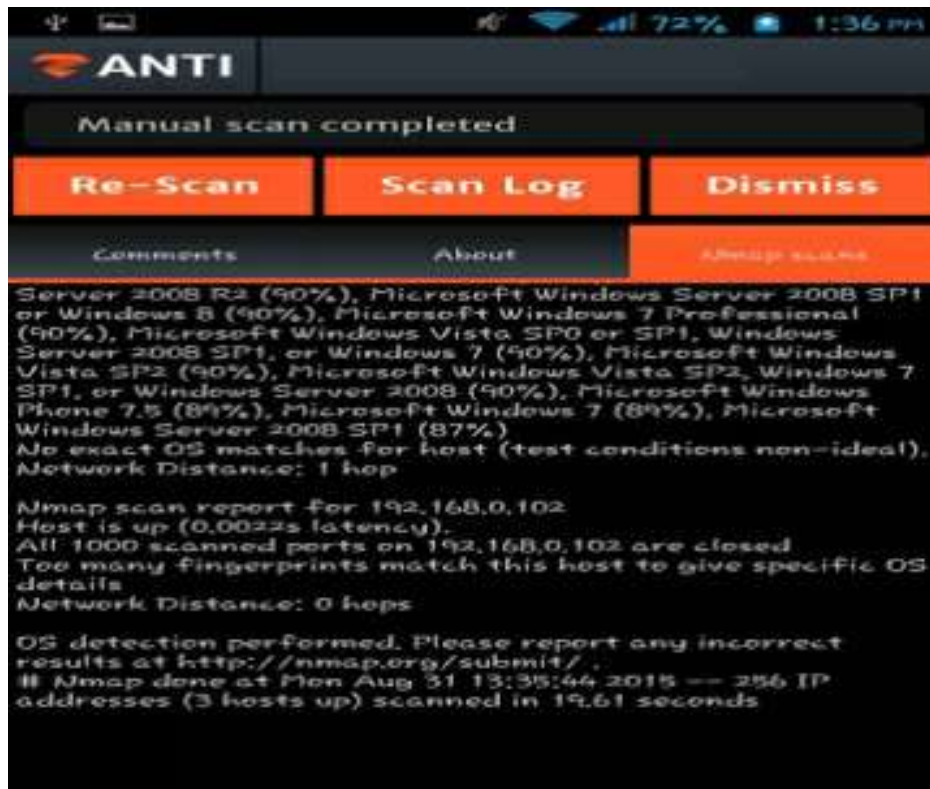 72% 1:36 PM
ANTI
Manual scan completed
Re-Scan Scan Log Dismiss
Comments About Nmap scans
Server 2008 R2 (90%), Microsoft Windows Server 2008 SP1
or Windows 8 (90%), Microsoft Windows 7 Professional
(90%), Microsoft Windows Vista SP0 or SP1, Windows
Server 2008 SP1, or Windows 7 (90%), Microsoft Windows
Vista SP2 (90%), Microsoft Windows Vista SP2, Windows 7
SP1, or Windows Server 2008 (90%), Microsoft Windows
Phone 7.5 (89%), Microsoft Windows 7 (89%), Microsoft
Windows Server 2008 SP1 (87%)
No exact OS matches for host (test conditions non-ideal).
Network Distance: 1 hop
Nmap scan report for 192.168.0.102
Host is up (0.0022s latency).
All 1000 scanned ports on 192.168.0.102 are closed
Too many fingerprints match this host to give specific OS
details
Network Distance: 0 hops
OS detection performed. Please report any incorrect
results at http://nmap.org/submit/ .
# Nmap done at Mon Aug 31 13:35:44 2015 -- 256 IP
addresses (3 hosts up) scanned in 19.61 seconds